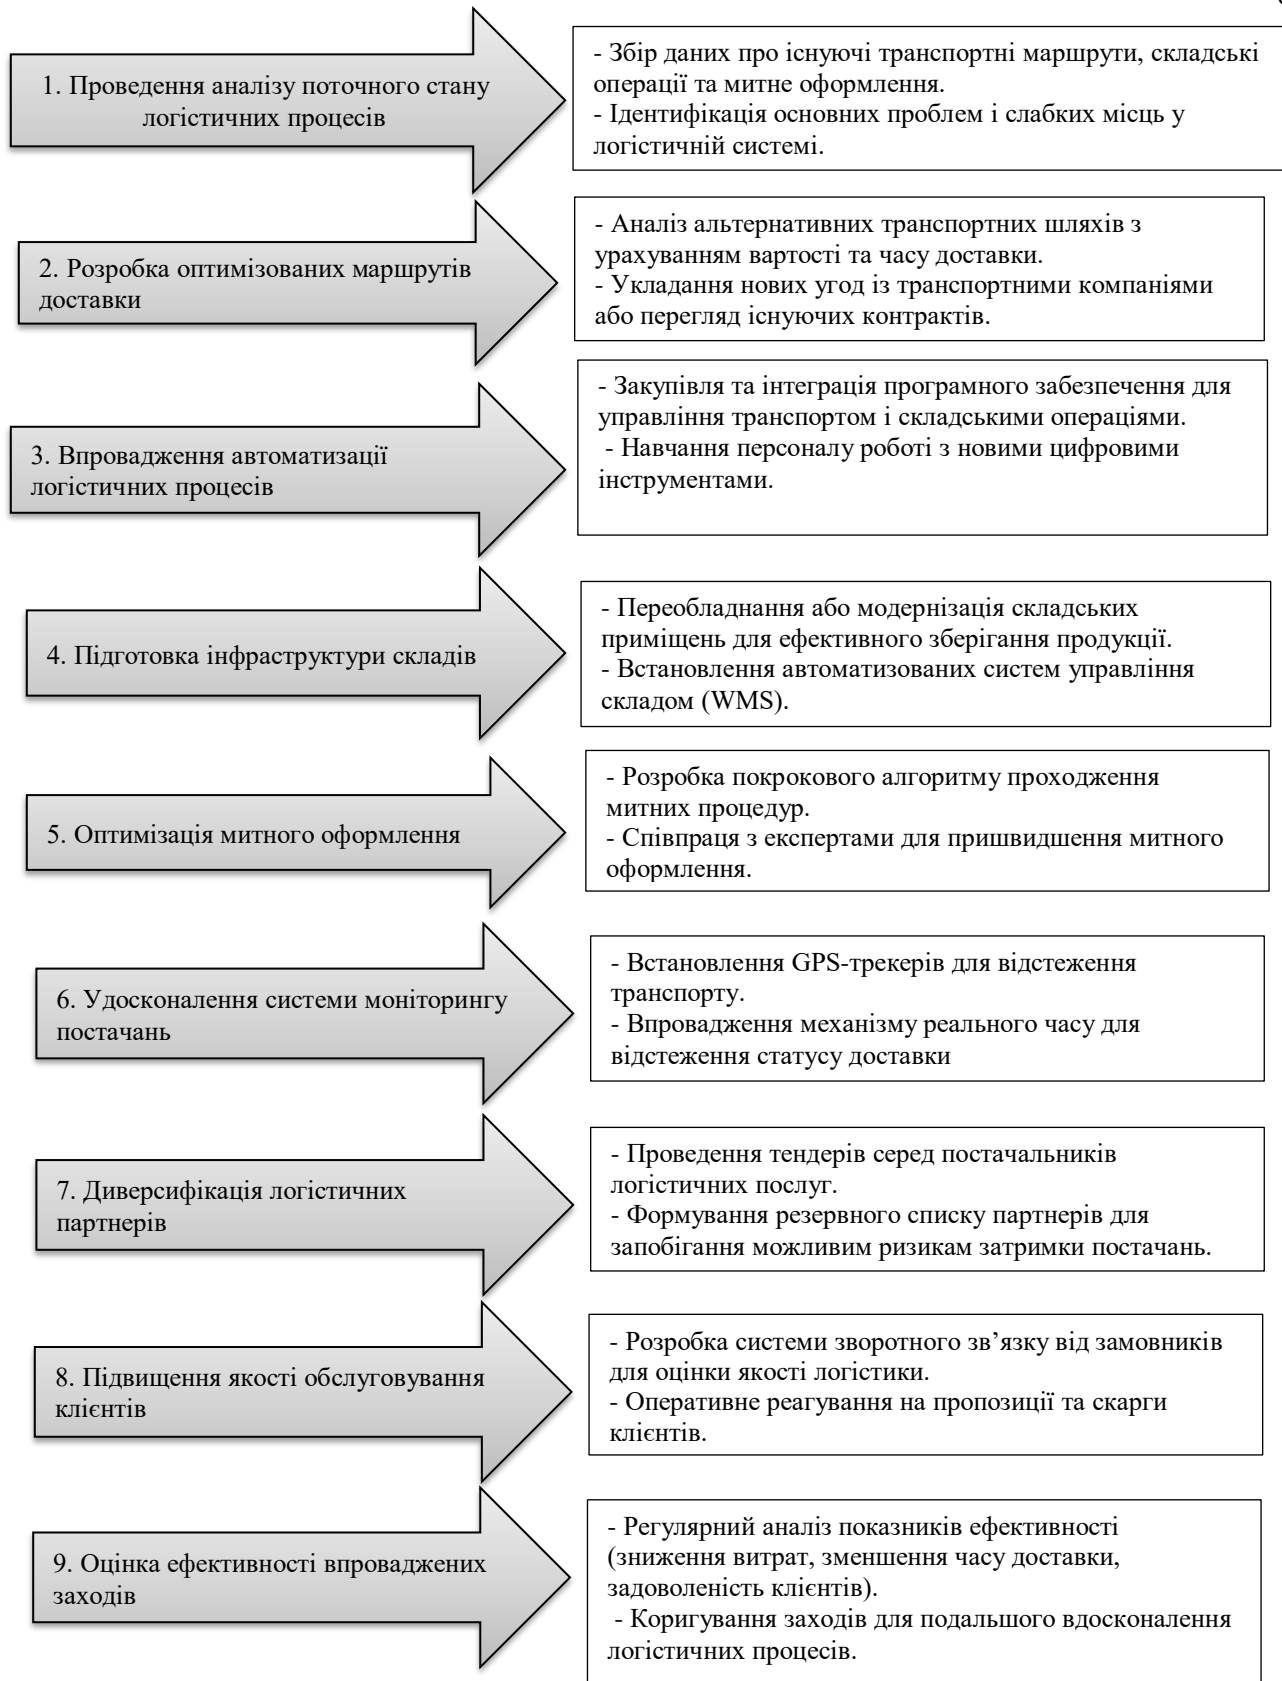 1. Проведення аналізу поточного стану
логістичних процесів
- Збір даних про існуючі транспортні маршрути, складські
операції та митне оформлення.
- Ідентифікація основних проблем і слабких місць у
логістичній системі.
2. Розробка оптимізованих маршрутів
доставки
- Аналіз альтернативних транспортних шляхів з
урахуванням вартості та часу доставки.
- Укладання нових угод із транспортними компаніями
або перегляд існуючих контрактів.
3. Впровадження автоматизації
логістичних процесів
- Закупівля та інтеграція програмного забезпечення для
управління транспортом і складськими операціями.
- Навчання персоналу роботі з новими цифровими
інструментами.
4. Підготовка інфраструктури складів
- Переобладнання або модернізація складських
приміщень для ефективного зберігання продукції.
- Встановлення автоматизованих систем управління
складом (WMS).
5. Оптимізація митного оформлення
- Розробка покрокового алгоритму проходження
митних процедур.
- Співпраця з експертами для пришвидшення митного
оформлення.
6. Удосконалення системи моніторингу
постачань
- Встановлення GPS-трекерів для відстеження
транспорту.
- Впровадження механізму реального часу для
відстеження статусу доставки
7. Диверсифікація логістичних
партнерів
- Проведення тендерів серед постачальників
логістичних послуг.
- Формування резервного списку партнерів для
запобігання можливим ризикам затримки постачань.
8. Підвищення якості обслуговування
клієнтів
- Розробка системи зворотного зв’язку від замовників
для оцінки якості логістики.
- Оперативне реагування на пропозиції та скарги
клієнтів.
9. Оцінка ефективності впроваджених
заходів
- Регулярний аналіз показників ефективності
(зниження витрат, зменшення часу доставки,
задоволеність клієнтів).
- Коригування заходів для подальшого вдосконалення
логістичних процесів.